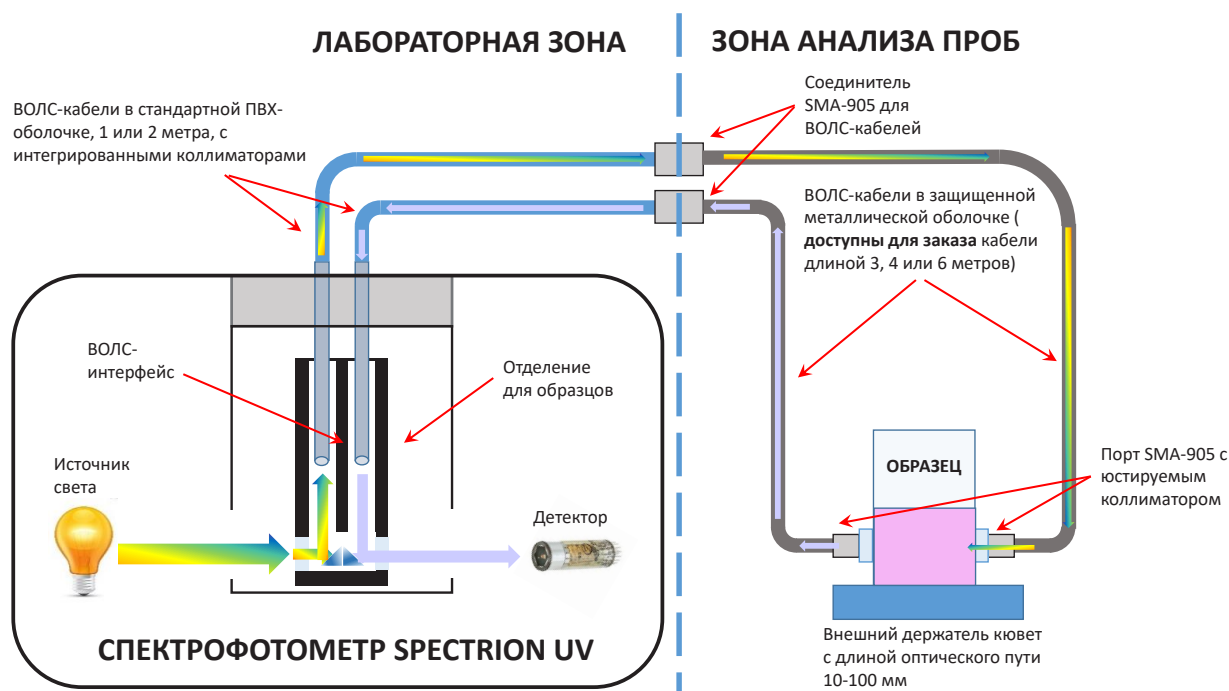 ЛАБОРАТОРНАЯ ЗОНА
ЗОНА АНАЛИЗА ПРОБ
ВОЛС-кабели в стандартной ПВХ-
оболочке, 1 или 2 метра, с
интегрированными коллиматорами
Соединитель
SMA-905 для
ВОЛС-кабелей
ВОЛС-кабели в защищенной
металлической оболочке (
доступны для заказа кабели
длиной 3, 4 или 6 метров)
ВОЛС-
интерфейс
Отделение
для образцов
Источник
света
Детектор
ОБРАЗЕЦ
Порт SMA-905 с
юстируемым
коллиматором
СПЕКТРОФОТОМЕТР SPECTRION UV
Внешний держатель кювет
с длиной оптического пути
10-100 мм